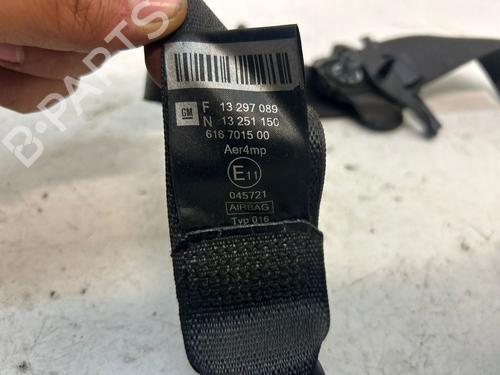 F 13 297 089
GM N 13 251 150
616 7015 00
Aer4mp
E11
045721
AIRBAG
Typ 016
B-PARTS